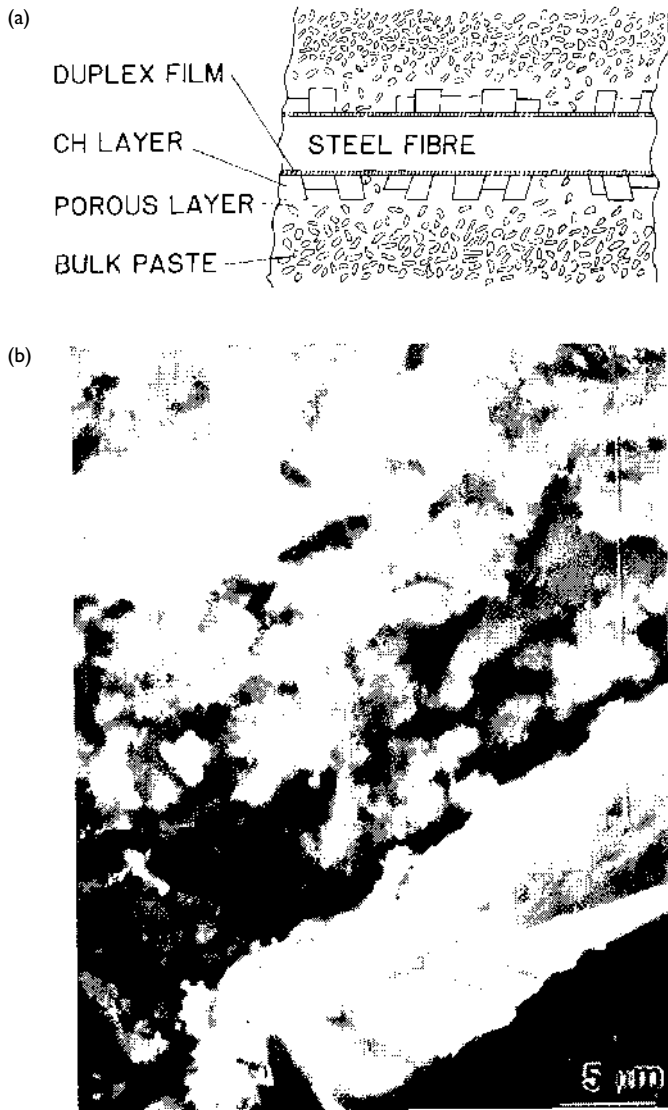 (a)
DUPLEX FILM
CH LAYER
POROUS LAYER
BULK PASTE
STEEL FIBRE
(b)
5 µm